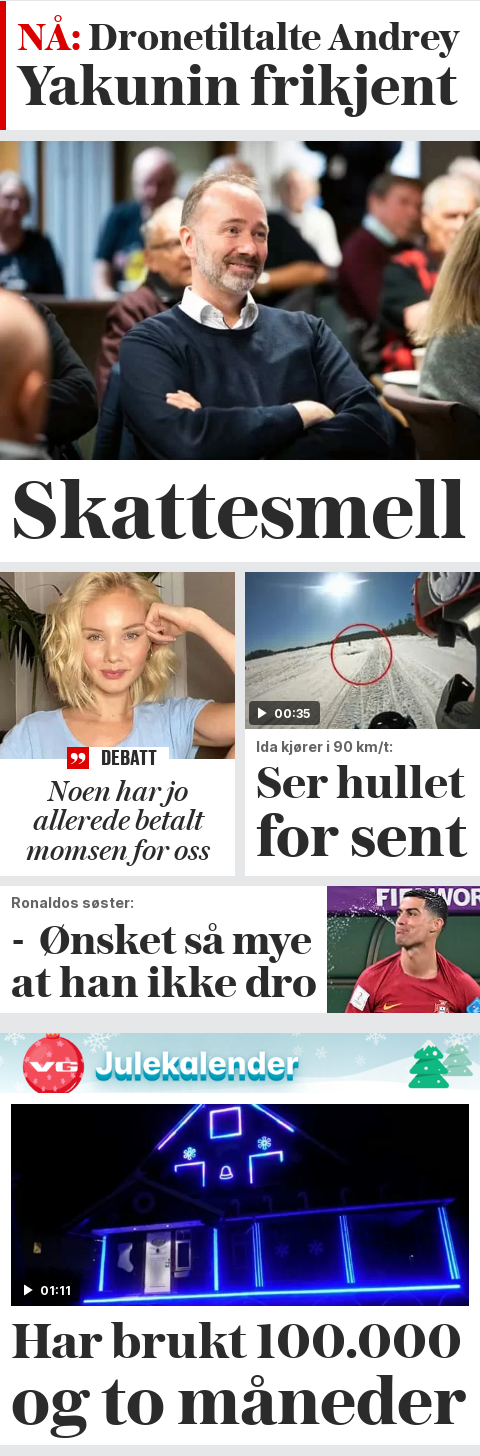 NÅ: Dronetiltalte Andrey
Yakunin frikjent
Skattesmell
DEBATT
Noen har jo
allerede betalt
momsen for oss
00:35
Ida kjører i 90 km/t:
Ser hullet
for sent
Ronaldos søster:
- Ønsket så mye
at han ikke dro
VG Julekalender
01:11
Har brukt 100.000
og to måneder